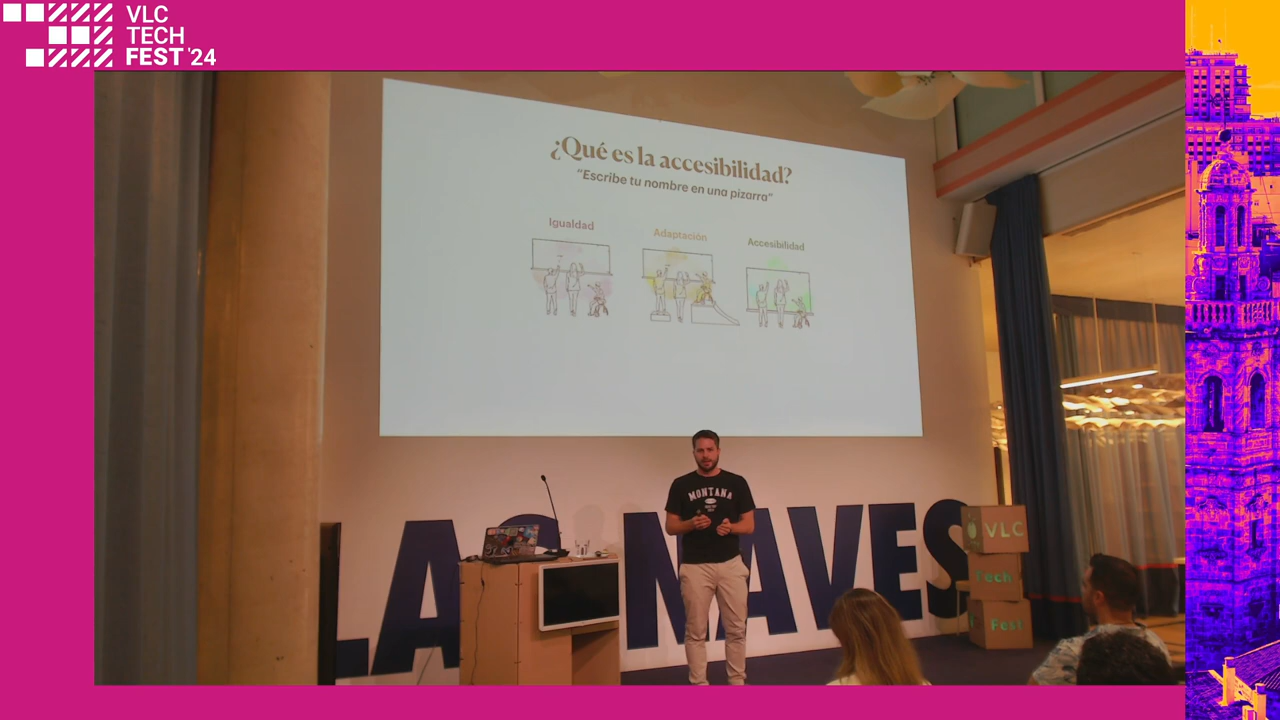 VLC
TECH
FEST '24
¿Qué es la accesibilidad?
"Escribe tu nombre en una pizarra"
Igualdad
Adaptación
Accesibilidad
MONTANA
LAS NAVES
VLC
Tech
Fest